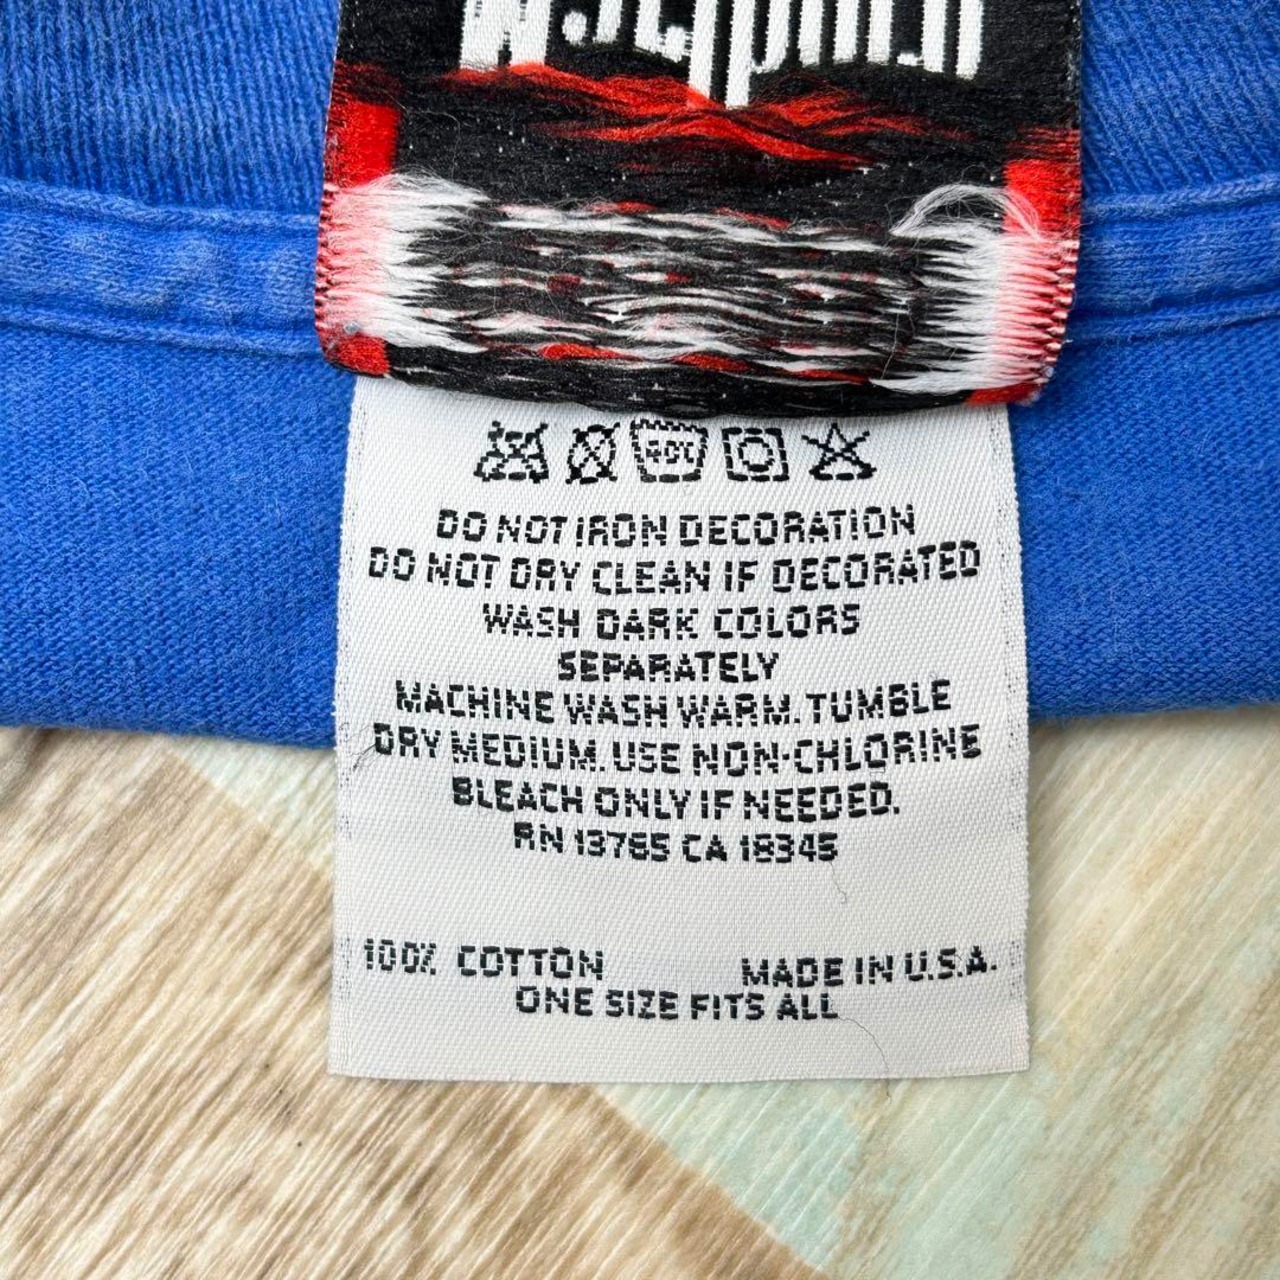 40C
DO NOT IRON DECORATION
DO NOT DRY CLEAN IF DECORATED
WASH DARK COLORS
SEPARATELY
MACHINE WASH WARM. TUMBLE
DRY MEDIUM. USE NON-CHLORINE
BLEACH ONLY IF NEEDED.
RN 13765 CA 18345
100% COTTON MADE IN U.S.A.
ONE SIZE FITS ALL